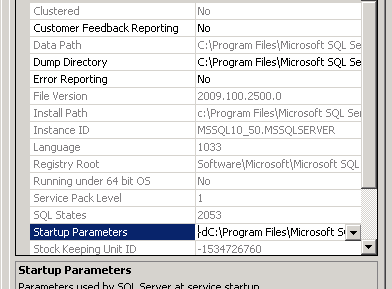 Clustered No
Customer Feedback Reporting No
Data Path C:\Program Files\Microsoft SQL Se
Dump Directory C:\Program Files\Microsoft SQL Se
Error Reporting No
File Version 2009.100.2500.0
Install Path c:\Program Files\Microsoft SQL Ser
Instance ID MSSQL10_50.MSSQLSERVER
Language 1033
Registry Root Software\Microsoft\Microsoft SQL
Running under 64 bit OS No
Service Pack Level 1
SQL States 2053
Startup Parameters -dC:\Program Files\Microsoft S
Stock Keeping Unit ID -1534726760
Startup Parameters
Parameters used by SQL Server at service startup